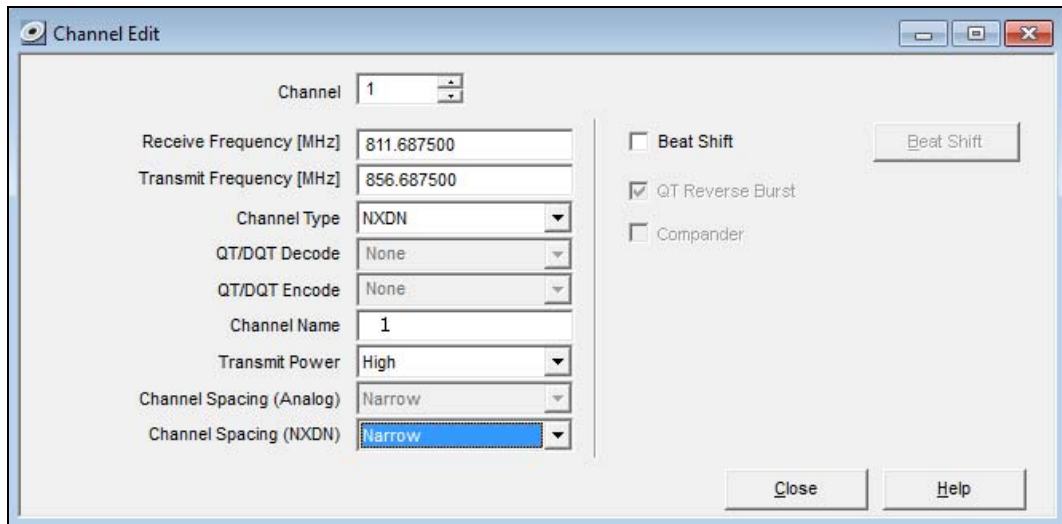 Channel Edit
Channel 1
Receive Frequency [MHz] 811.687500
Transmit Frequency [MHz] 856.687500
Channel Type NXDN
QT/DQT Decode None
QT/DQT Encode None
Channel Name 1
Transmit Power High
Channel Spacing (Analog) Narrow
Channel Spacing (NXDN) Narrow
Beat Shift Beat Shift
QT Reverse Burst
Compander
Close Help